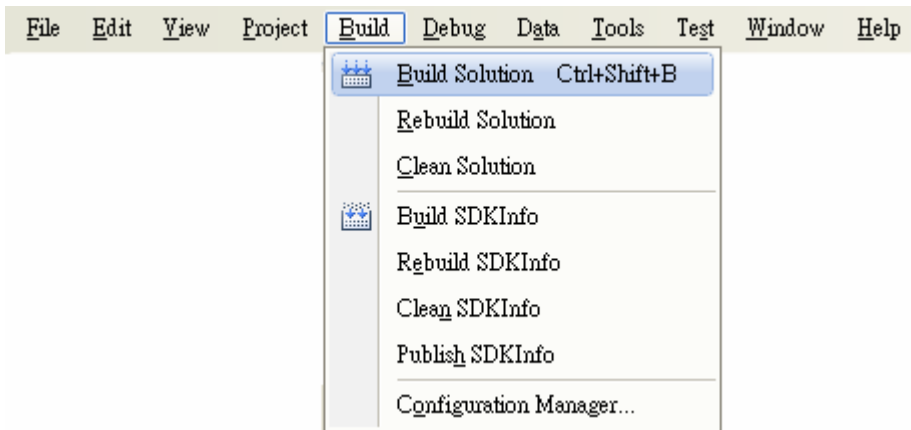 File Edit View Project Build Debug Data Tools Test Window Help
Build Solution Ctrl+Shift+B
Rebuild Solution
Clean Solution
Build SDKInfo
Rebuild SDKInfo
Clean SDKInfo
Publish SDKInfo
Configuration Manager...